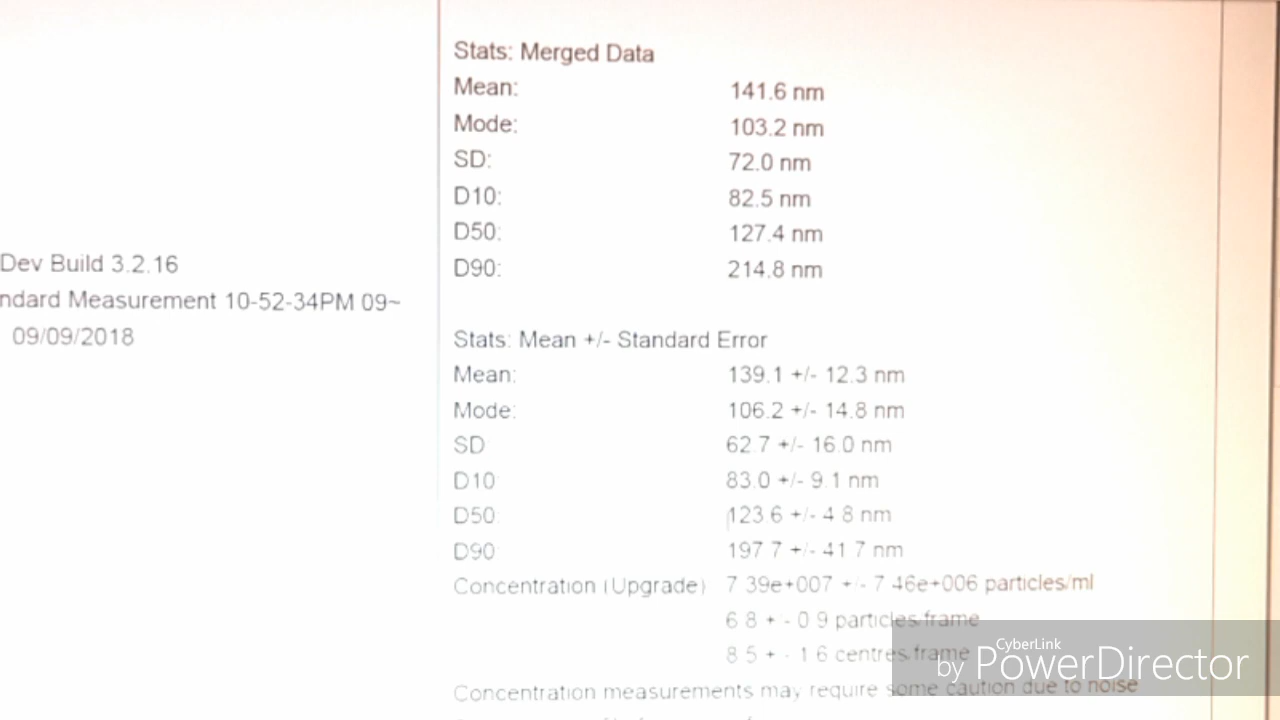 Stats: Merged Data
Mean: 141.6 nm
Mode: 103.2 nm
SD: 72.0 nm
D10: 82.5 nm
D50: 127.4 nm
D90: 214.8 nm
Dev Build 3.2.16
ndard Measurement 10-52-34PM 09~
09/09/2018
Stats: Mean +/- Standard Error
Mean: 139.1 +/- 12.3 nm
Mode: 106.2 +/- 14.8 nm
SD: 62.7 +/- 16.0 nm
D10: 83.0 +/- 9.1 nm
D50: 123.6 +/- 4.8 nm
D90: 197.7 +/- 41.7 nm
Concentration (Upgrade) 7.39e+007 +/- 7.46e+006 particles/ml
6.8 +/- 0.9 particles/frame
8.5 +/- 1.6 centres/frame
Concentration measurements may require some caution due to noise
CyberLink
by PowerDirector